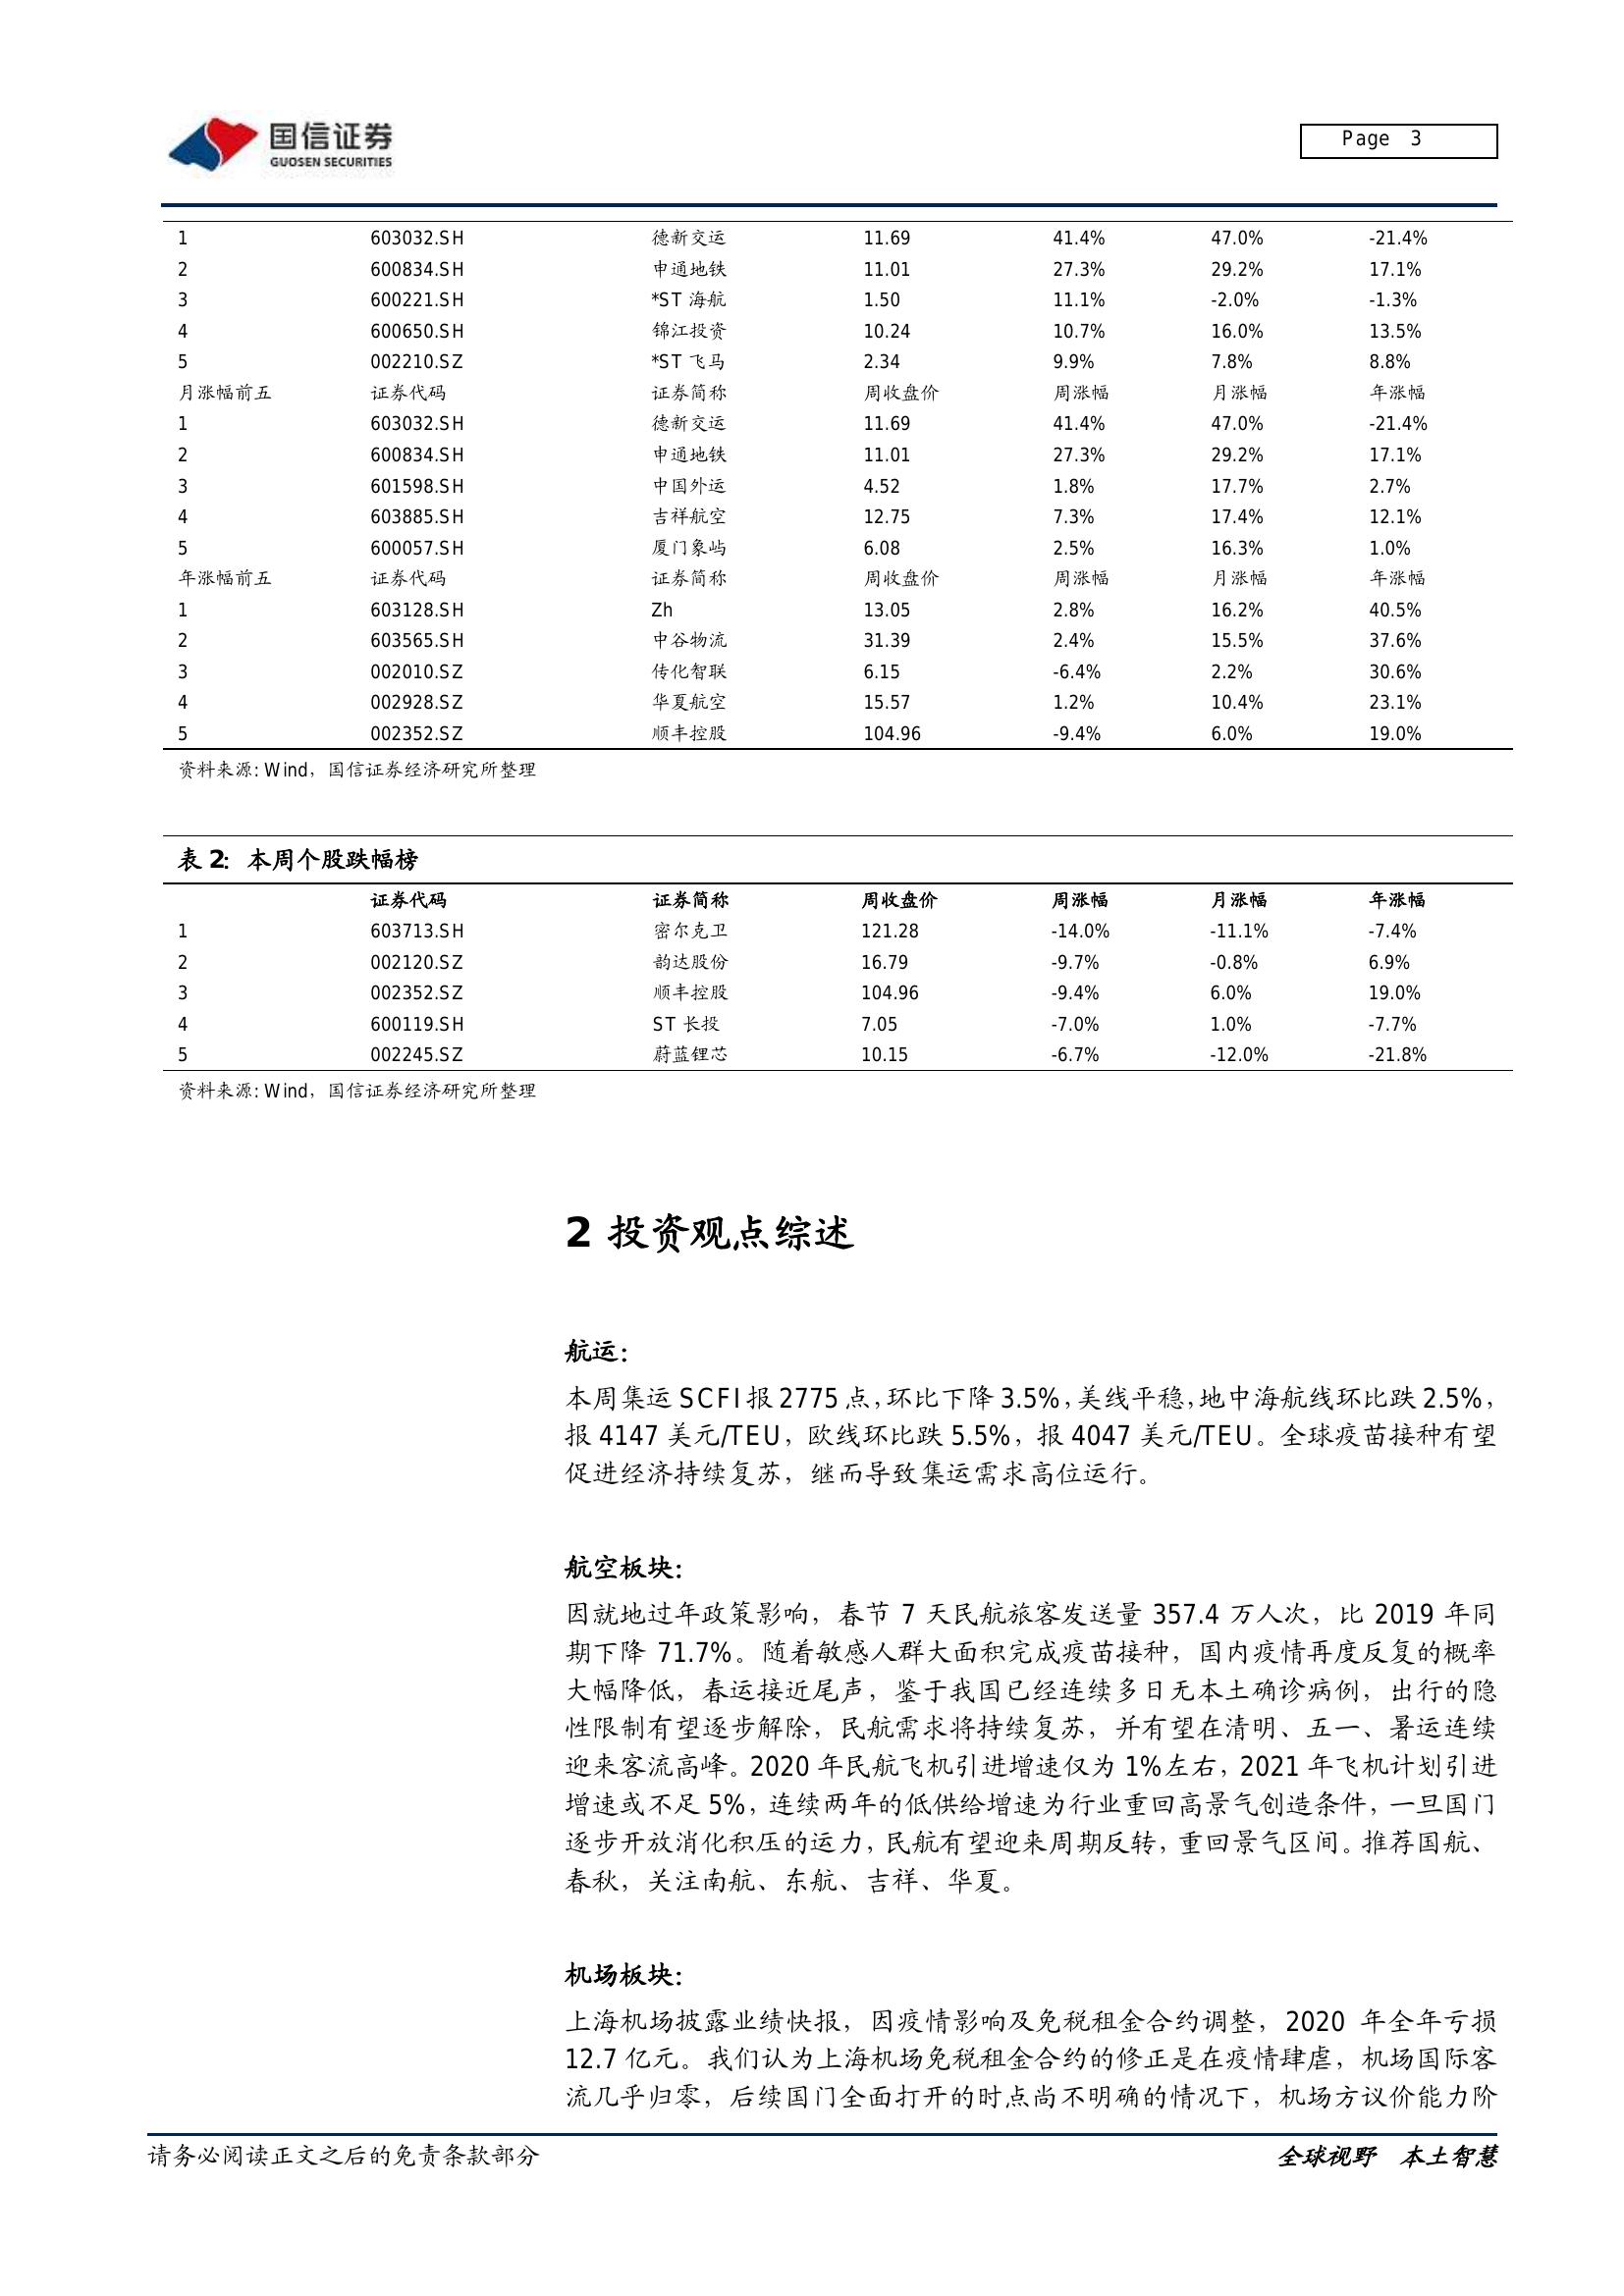 国信证券
GUOSEN SECURITIES
Page 3
1 603032.SH 德新交运 11.69 41.4% 47.0% -21.4%
2 600834.SH 申通地铁 11.01 27.3% 29.2% 17.1%
3 600221.SH *ST 海航 1.50 11.1% -2.0% -1.3%
4 600650.SH 锦江投资 10.24 10.7% 16.0% 13.5%
5 002210.SZ *ST 飞马 2.34 9.9% 7.8% 8.8%
月涨幅前五 证券代码 证券简称 周收盘价 周涨幅 月涨幅 年涨幅
1 603032.SH 德新交运 11.69 41.4% 47.0% -21.4%
2 600834.SH 申通地铁 11.01 27.3% 29.2% 17.1%
3 601598.SH 中国外运 4.52 1.8% 17.7% 2.7%
4 603885.SH 吉祥航空 12.75 7.3% 17.4% 12.1%
5 600057.SH 厦门象屿 6.08 2.5% 16.3% 1.0%
年涨幅前五 证券代码 证券简称 周收盘价 周涨幅 月涨幅 年涨幅
1 603128.SH Zh 13.05 2.8% 16.2% 40.5%
2 603565.SH 中谷物流 31.39 2.4% 15.5% 37.6%
3 002010.SZ 传化智联 6.15 -6.4% 2.2% 30.6%
4 002928.SZ 华夏航空 15.57 1.2% 10.4% 23.1%
5 002352.SZ 顺丰控股 104.96 -9.4% 6.0% 19.0%
资料来源: Wind，国信证券经济研究所整理
表 2：本周个股跌幅榜
证券代码 证券简称 周收盘价 周涨幅 月涨幅 年涨幅
1 603713.SH 密尔克卫 121.28 -14.0% -11.1% -7.4%
2 002120.SZ 韵达股份 16.79 -9.7% -0.8% 6.9%
3 002352.SZ 顺丰控股 104.96 -9.4% 6.0% 19.0%
4 600119.SH ST 长投 7.05 -7.0% 1.0% -7.7%
5 002245.SZ 蔚蓝锂芯 10.15 -6.7% -12.0% -21.8%
资料来源: Wind，国信证券经济研究所整理
2 投资观点综述
航运：
本周集运 SCFI 报 2775 点，环比下降 3.5%，美线平稳，地中海航线环比跌 2.5%，
报 4147 美元/TEU，欧线环比跌 5.5%，报 4047 美元/TEU。全球疫苗接种有望
促进经济持续复苏，继而导致集运需求高位运行。
航空板块：
因就地过年政策影响，春节 7 天民航旅客发送量 357.4 万人次，比 2019 年同
期下降 71.7%。随着敏感人群大面积完成疫苗接种，国内疫情再度反复的概率
大幅降低，春运接近尾声，鉴于我国已经连续多日无本土确诊病例，出行的隐
性限制有望逐步解除，民航需求将持续复苏，并有望在清明、五一、暑运连续
迎来客流高峰。2020 年民航飞机引进增速仅为 1%左右，2021 年飞机计划引进
增速或不足 5%，连续两年的低供给增速为行业重回高景气创造条件，一旦国门
逐步开放消化积压的运力，民航有望迎来周期反转，重回景气区间。推荐国航、
春秋，关注南航、东航、吉祥、华夏。
机场板块：
上海机场披露业绩快报，因疫情影响及免税租金合约调整，2020 年全年亏损
12.7 亿元。我们认为上海机场免税租金合约的修正是在疫情肆虐，机场国际客
流几乎归零，后续国门全面打开的时点尚不明确的情况下，机场方议价能力阶
请务必阅读正文之后的免责条款部分
全球视野 本土智慧